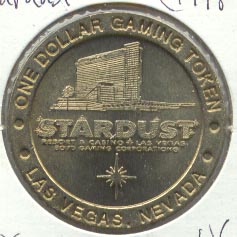 ONE DOLLAR GAMING TOKEN
STARDUST
RESORT & CASINO LAS VEGAS
BOYD GAMING CORPORATION©
LAS VEGAS, NEVADA